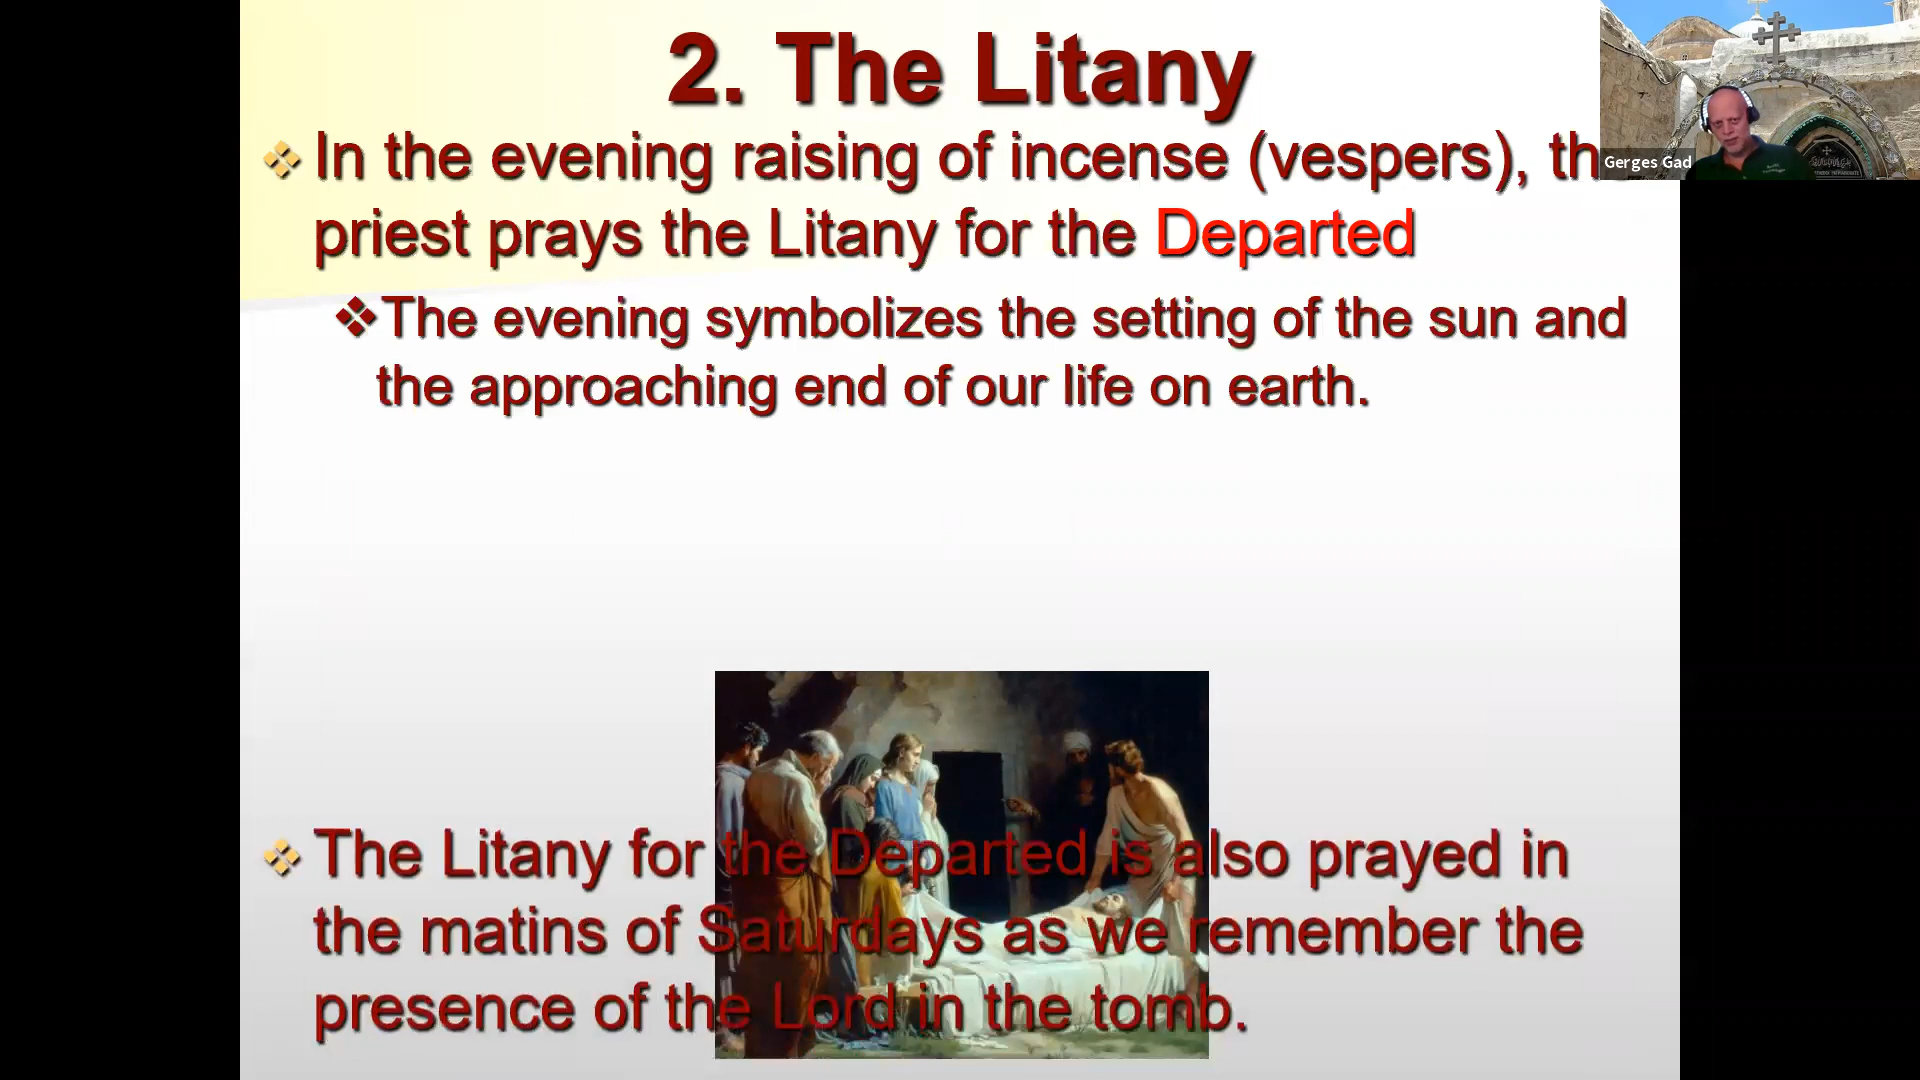 2. The Litany
In the evening raising of incense (vespers), th
priest prays the Litany for the Departed
The evening symbolizes the setting of the sun and
the approaching end of our life on earth.
The Litany for the Departed is also prayed in
the matins of Saturdays as we remember the
presence of the Lord in the tomb.
Gerges Gad